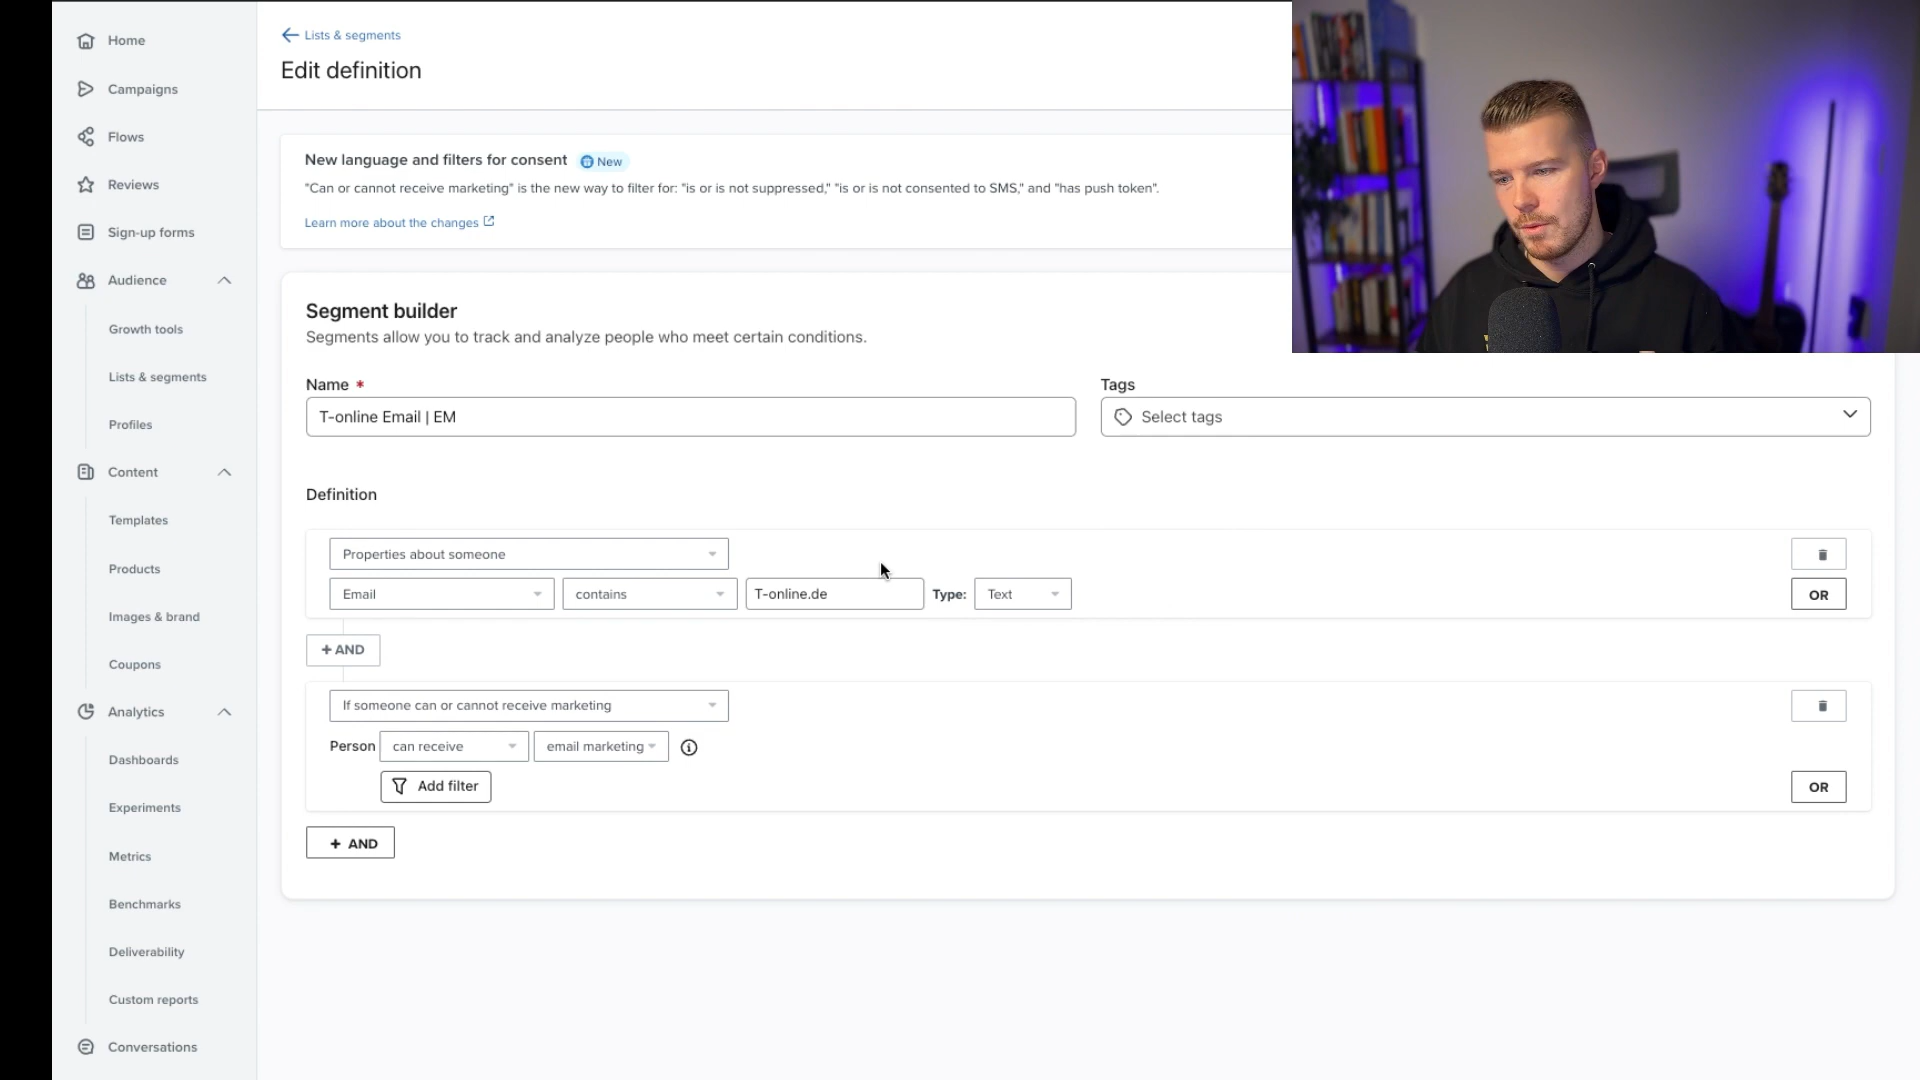 Home
Campaigns
Flows
Reviews
Sign-up forms
Audience
Growth tools
Lists & segments
Profiles
Content
Templates
Products
Images & brand
Coupons
Analytics
Dashboards
Experiments
Metrics
Benchmarks
Deliverability
Custom reports
Conversations
Lists & segments
Edit definition
New language and filters for consent New
"Can or cannot receive marketing" is the new way to filter for: "is or is not suppressed," "is or is not consented to SMS," and "has push token".
Learn more about the changes
Segment builder
Segments allow you to track and analyze people who meet certain conditions.
Name * Tags
T-online Email | EM Select tags
Definition
Properties about someone
Email contains T-online.de Type: Text OR
+ AND
If someone can or cannot receive marketing
Person can receive email marketing
Add filter OR
+ AND